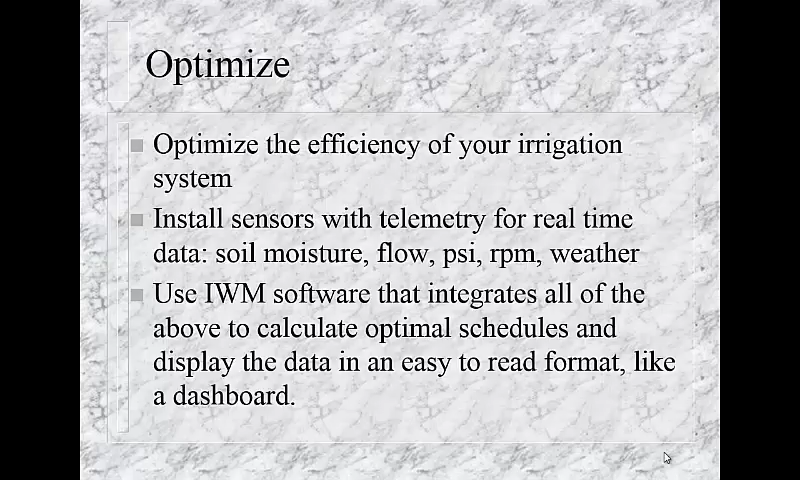 Optimize
Optimize the efficiency of your irrigation
system
Install sensors with telemetry for real time
data: soil moisture, flow, psi, rpm, weather
Use IWM software that integrates all of the
above to calculate optimal schedules and
display the data in an easy to read format, like
a dashboard.